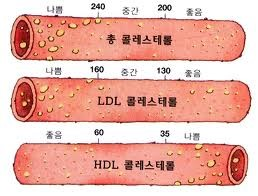 나쁨 240 중간 200 좋음
총 콜레스테롤
나쁨 160 중간 130 좋음
LDL 콜레스테롤
좋음 60 중간 35 나쁨
HDL 콜레스테롤